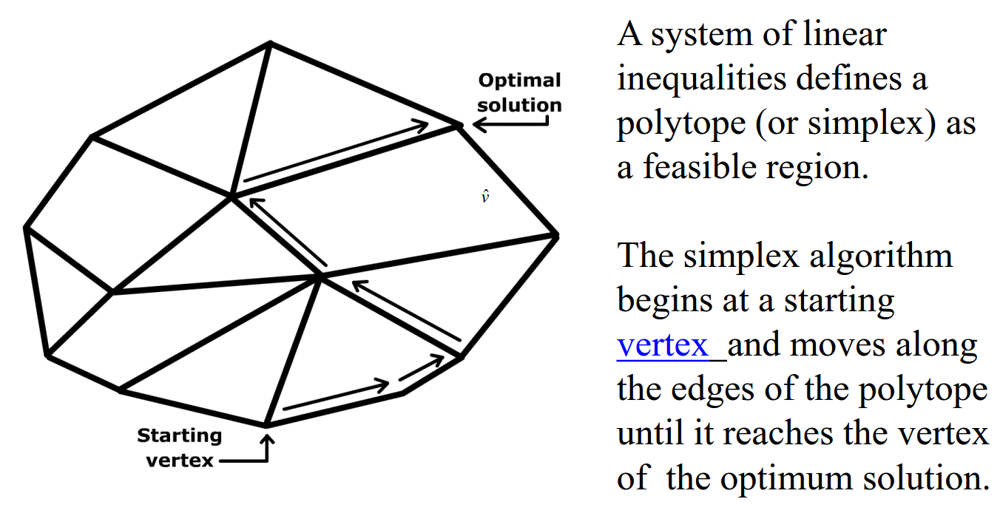 Optimal
solution
v̂
Starting
vertex
A system of linear
inequalities defines a
polytope (or simplex) as
a feasible region.
The simplex algorithm
begins at a starting
vertex and moves along
the edges of the polytope
until it reaches the vertex
of the optimum solution.